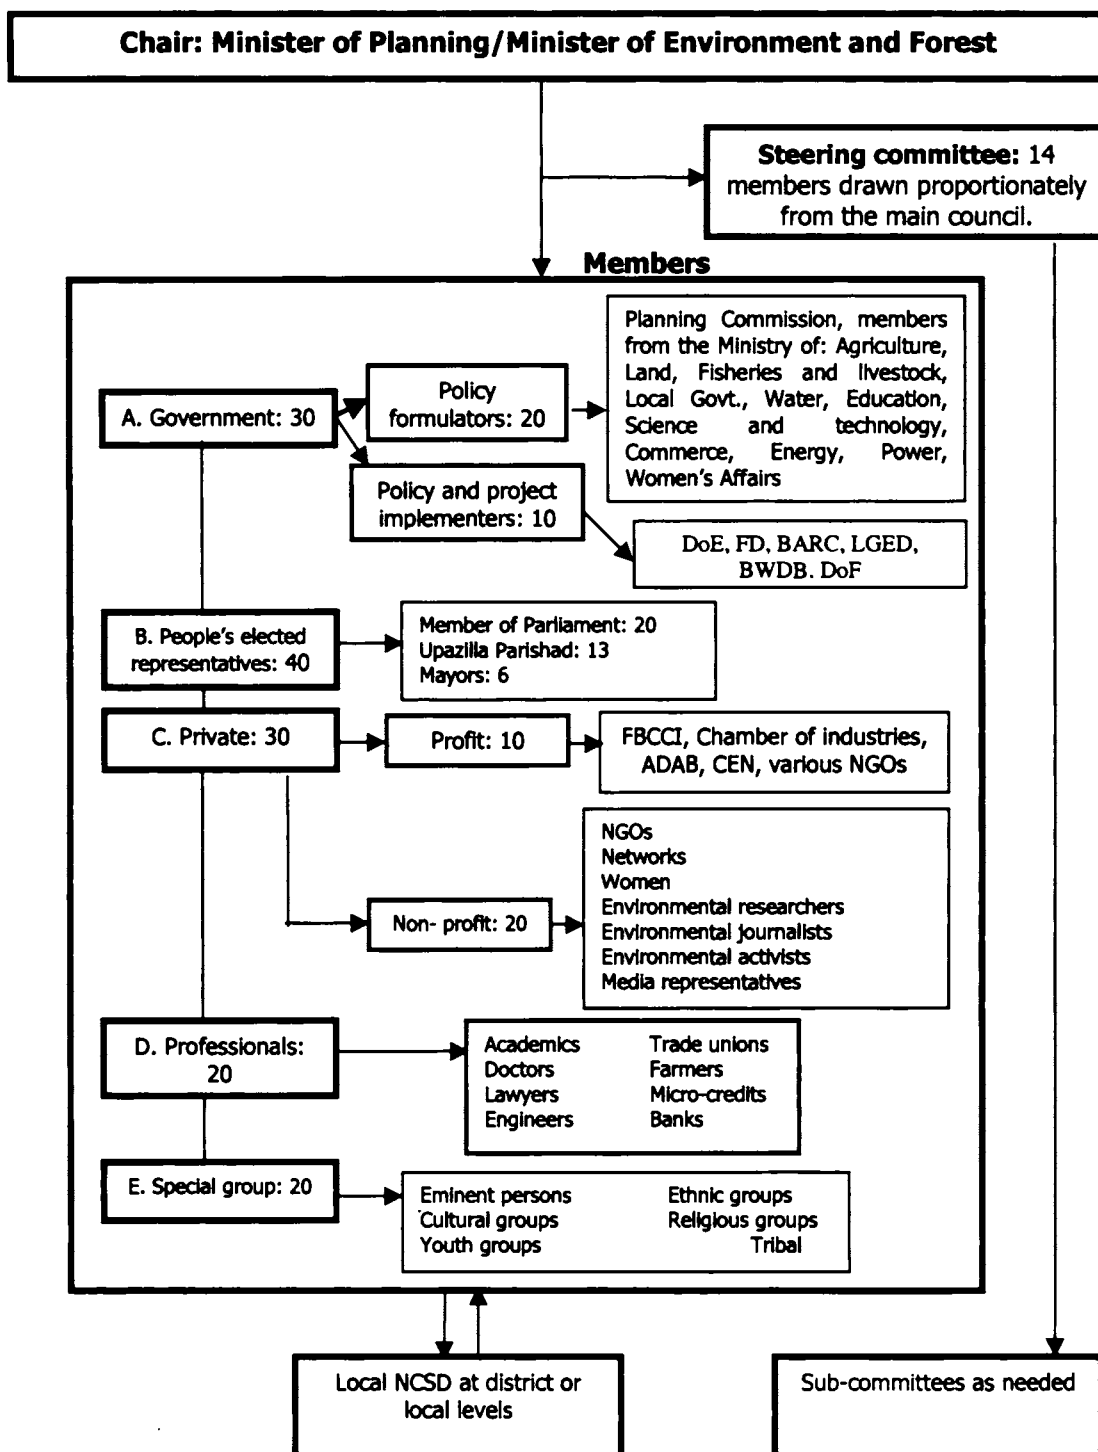 Chair: Minister of Planning/Minister of Environment and Forest
Steering committee: 14
members drawn proportionately
from the main council.
Members
Planning Commission, members
from the Ministry of: Agriculture,
Land, Fisheries and livestock,
Local Govt., Water, Education,
Science and technology,
Commerce, Energy, Power,
Women's Affairs
A. Government: 30
Policy
formulators: 20
Policy and project
implementers: 10
DoE, FD, BARC, LGED,
BWDB. DoF
B. People's elected
representatives: 40
Member of Parliament: 20
Upazilla Parishad: 13
Mayors: 6
C. Private: 30
Profit: 10
FBCCI, Chamber of industries,
ADAB, CEN, various NGOs
Non- profit: 20
NGOs
Networks
Women
Environmental researchers
Environmental journalists
Environmental activists
Media representatives
D. Professionals:
20
Academics Trade unions
Doctors Farmers
Lawyers Micro-credits
Engineers Banks
E. Special group: 20
Eminent persons Ethnic groups
Cultural groups Religious groups
Youth groups Tribal
Local NCSD at district or
local levels
Sub-committees as needed